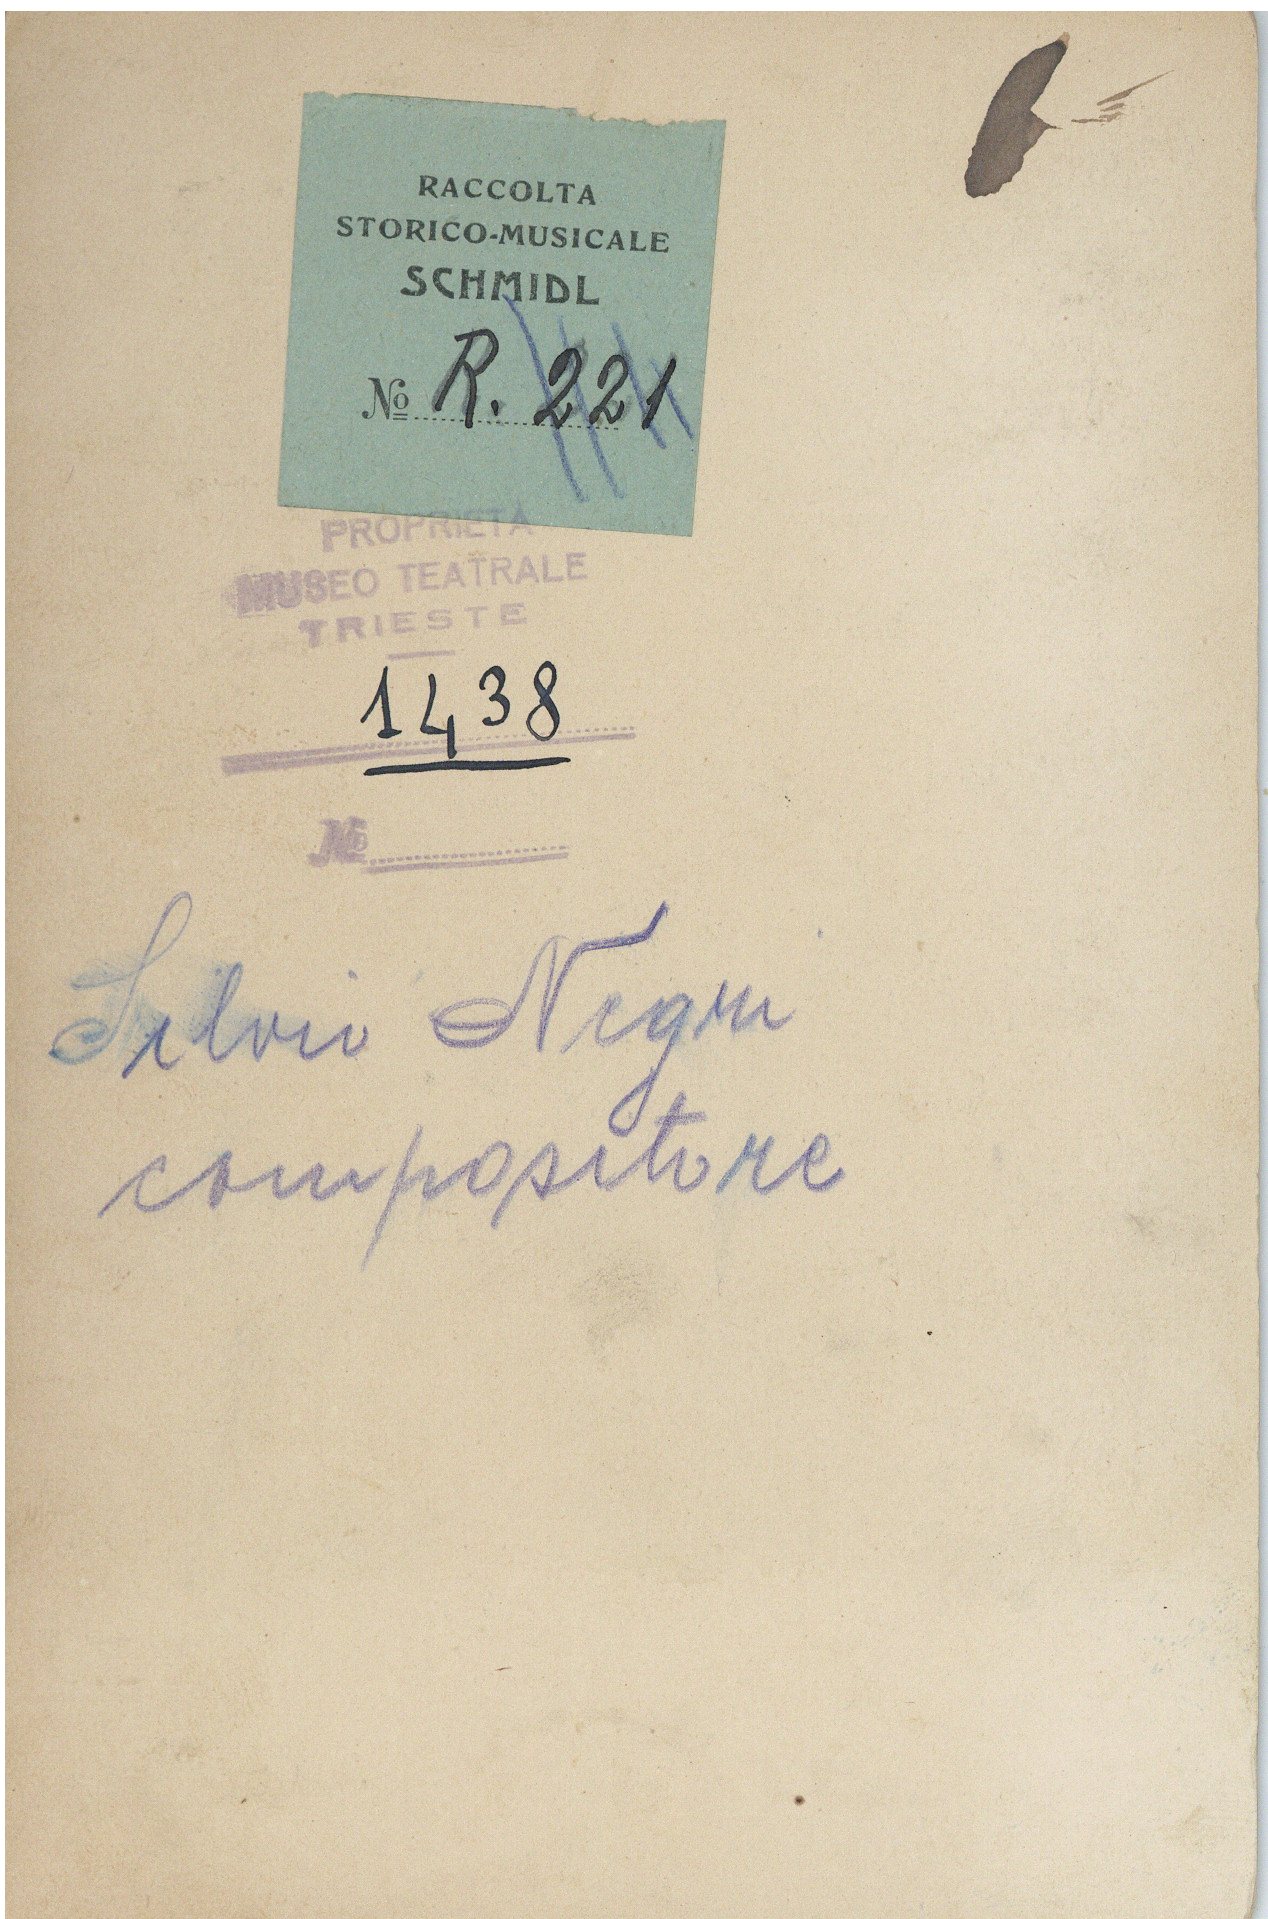 RACCOLTA
STORICO-MUSICALE
SCHMIDL
No R. 221
PROPRIETÀ
MUSEO TEATRALE
TRIESTE
1438
No
Silvio Negri
compositore